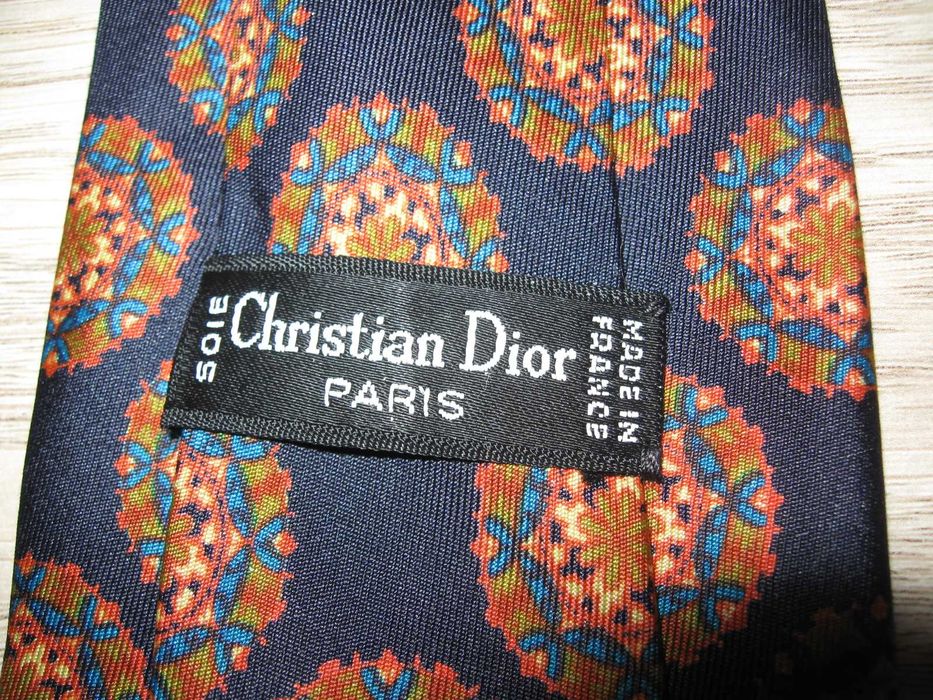 SOIE
Christian Dior
PARIS
MADE IN
FRANCE